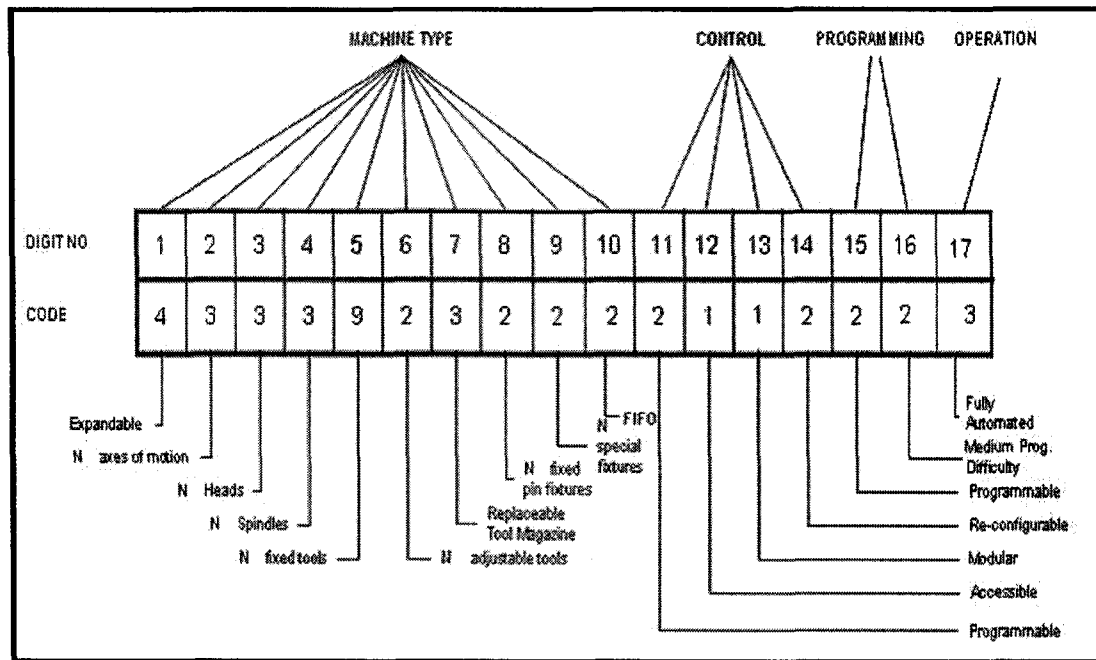 MACHINE TYPE CONTROL PROGRAMMING OPERATION
DIGIT NO 1 2 3 4 5 6 7 8 9 10 11 12 13 14 15 16 17
CODE 4 3 3 3 9 2 3 2 2 2 2 1 1 2 2 2 3
Expandable
N axes of motion
N Heads
N Spindles
N fixed tools
N adjustable tools
Replaceable
Tool Magazine
N fixed
pin fixtures
N special
fixtures
FIFO
Fully
Automated
Medium Prog.
Difficulty
Programmable
Re-configurable
Modular
Accessible
Programmable